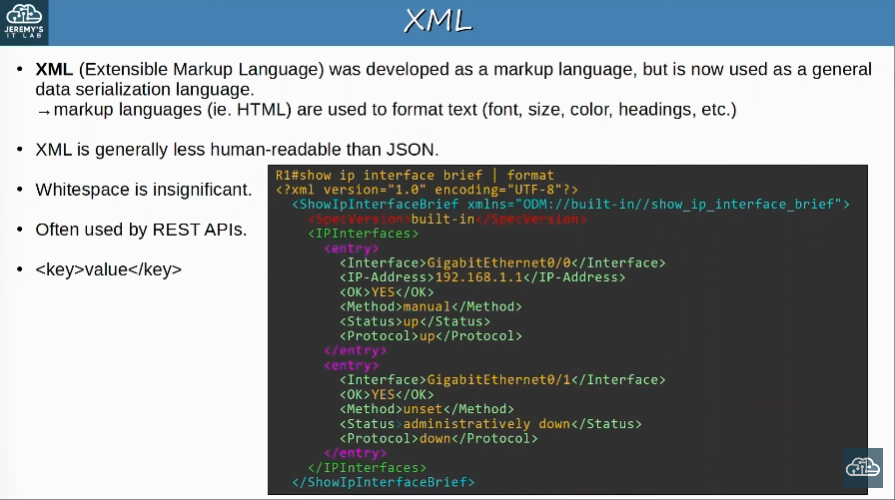 JEREMY'S
IT LAB
XML
• XML (Extensible Markup Language) was developed as a markup language, but is now used as a general
data serialization language.
→markup languages (ie. HTML) are used to format text (font, size, color, headings, etc.)
• XML is generally less human-readable than JSON.
• Whitespace is insignificant.
• Often used by REST APIs.
• <key>value</key>
R1#show ip interface brief | format
<?xml version="1.0" encoding="UTF-8"?>
<ShowIpInterfaceBrief xmlns="ODM://built-in//show_ip_interface_brief">
<SpecVersion>built-in</SpecVersion>
<IPInterfaces>
<entry>
<Interface>GigabitEthernet0/0</Interface>
<IP-Address>192.168.1.1</IP-Address>
<OK>YES</OK>
<Method>manual</Method>
<Status>up</Status>
<Protocol>up</Protocol>
</entry>
<entry>
<Interface>GigabitEthernet0/1</Interface>
<OK>YES</OK>
<Method>unset</Method>
<Status>administratively down</Status>
<Protocol>down</Protocol>
</entry>
</IPInterfaces>
</ShowIpInterfaceBrief>